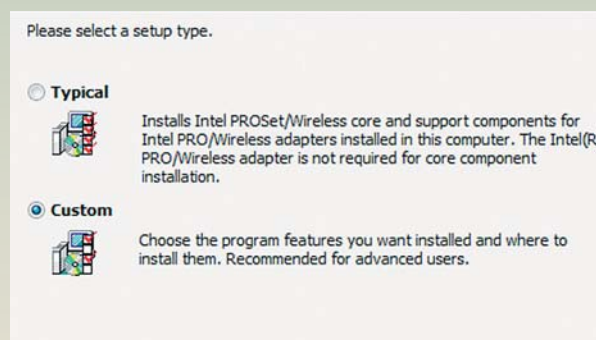 Please select a setup type.
Typical
Installs Intel PROSet/Wireless core and support components for
Intel PRO/Wireless adapters installed in this computer. The Intel(R
PRO/Wireless adapter is not required for core component
installation.
Custom
Choose the program features you want installed and where to
install them. Recommended for advanced users.